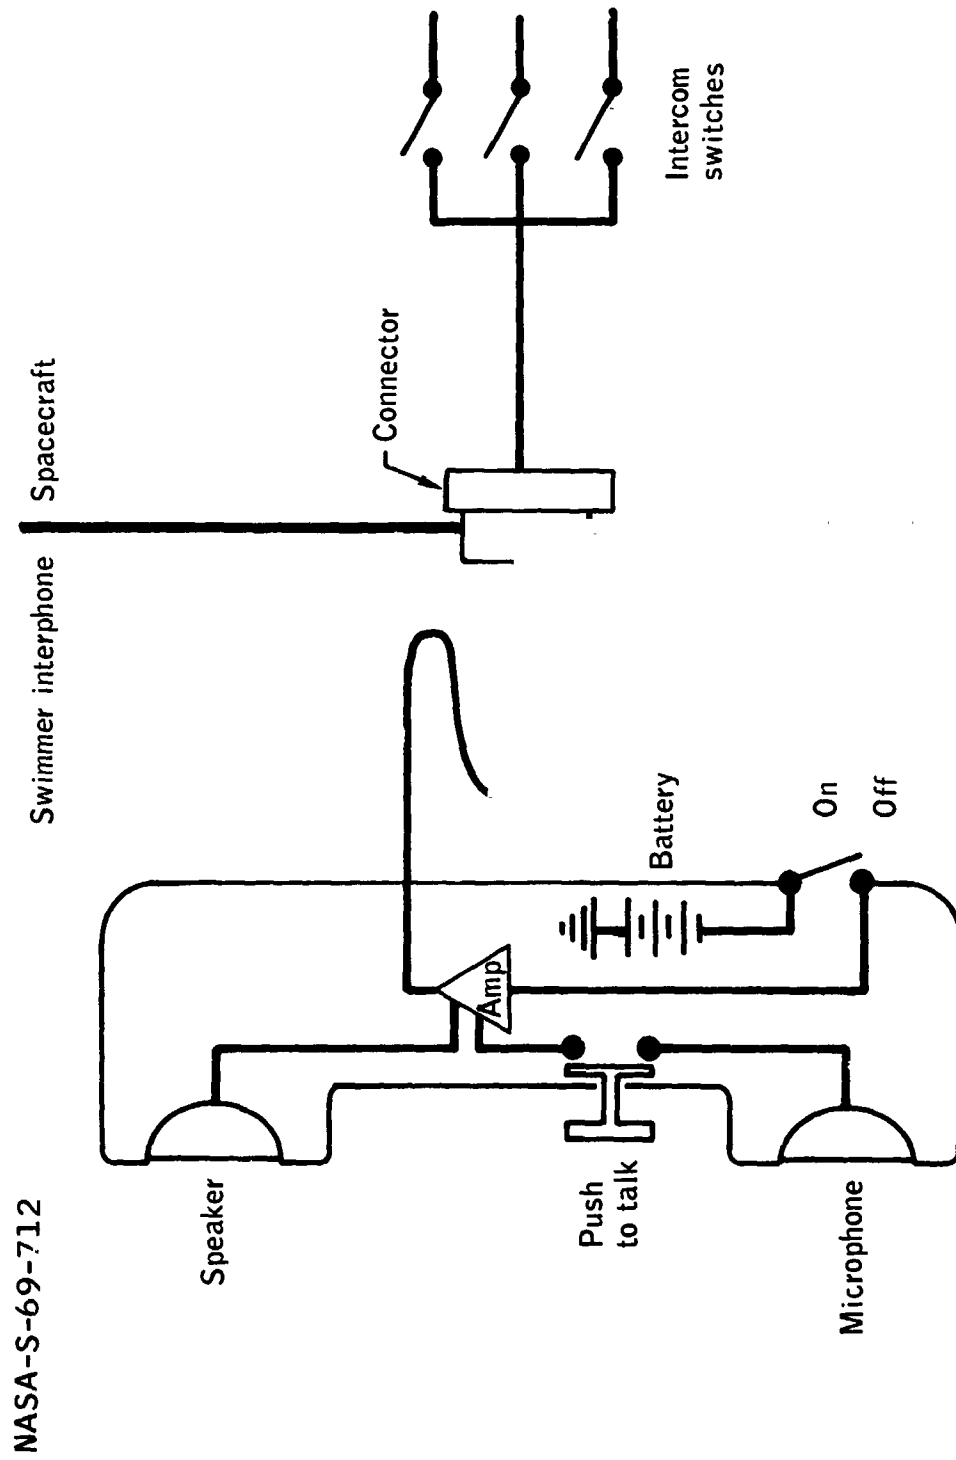 NASA-S-69-712
Swimmer interphone
Spacecraft
Speaker
Amp
Connector
Push
to talk
Battery
Intercom
switches
Microphone
On
Off